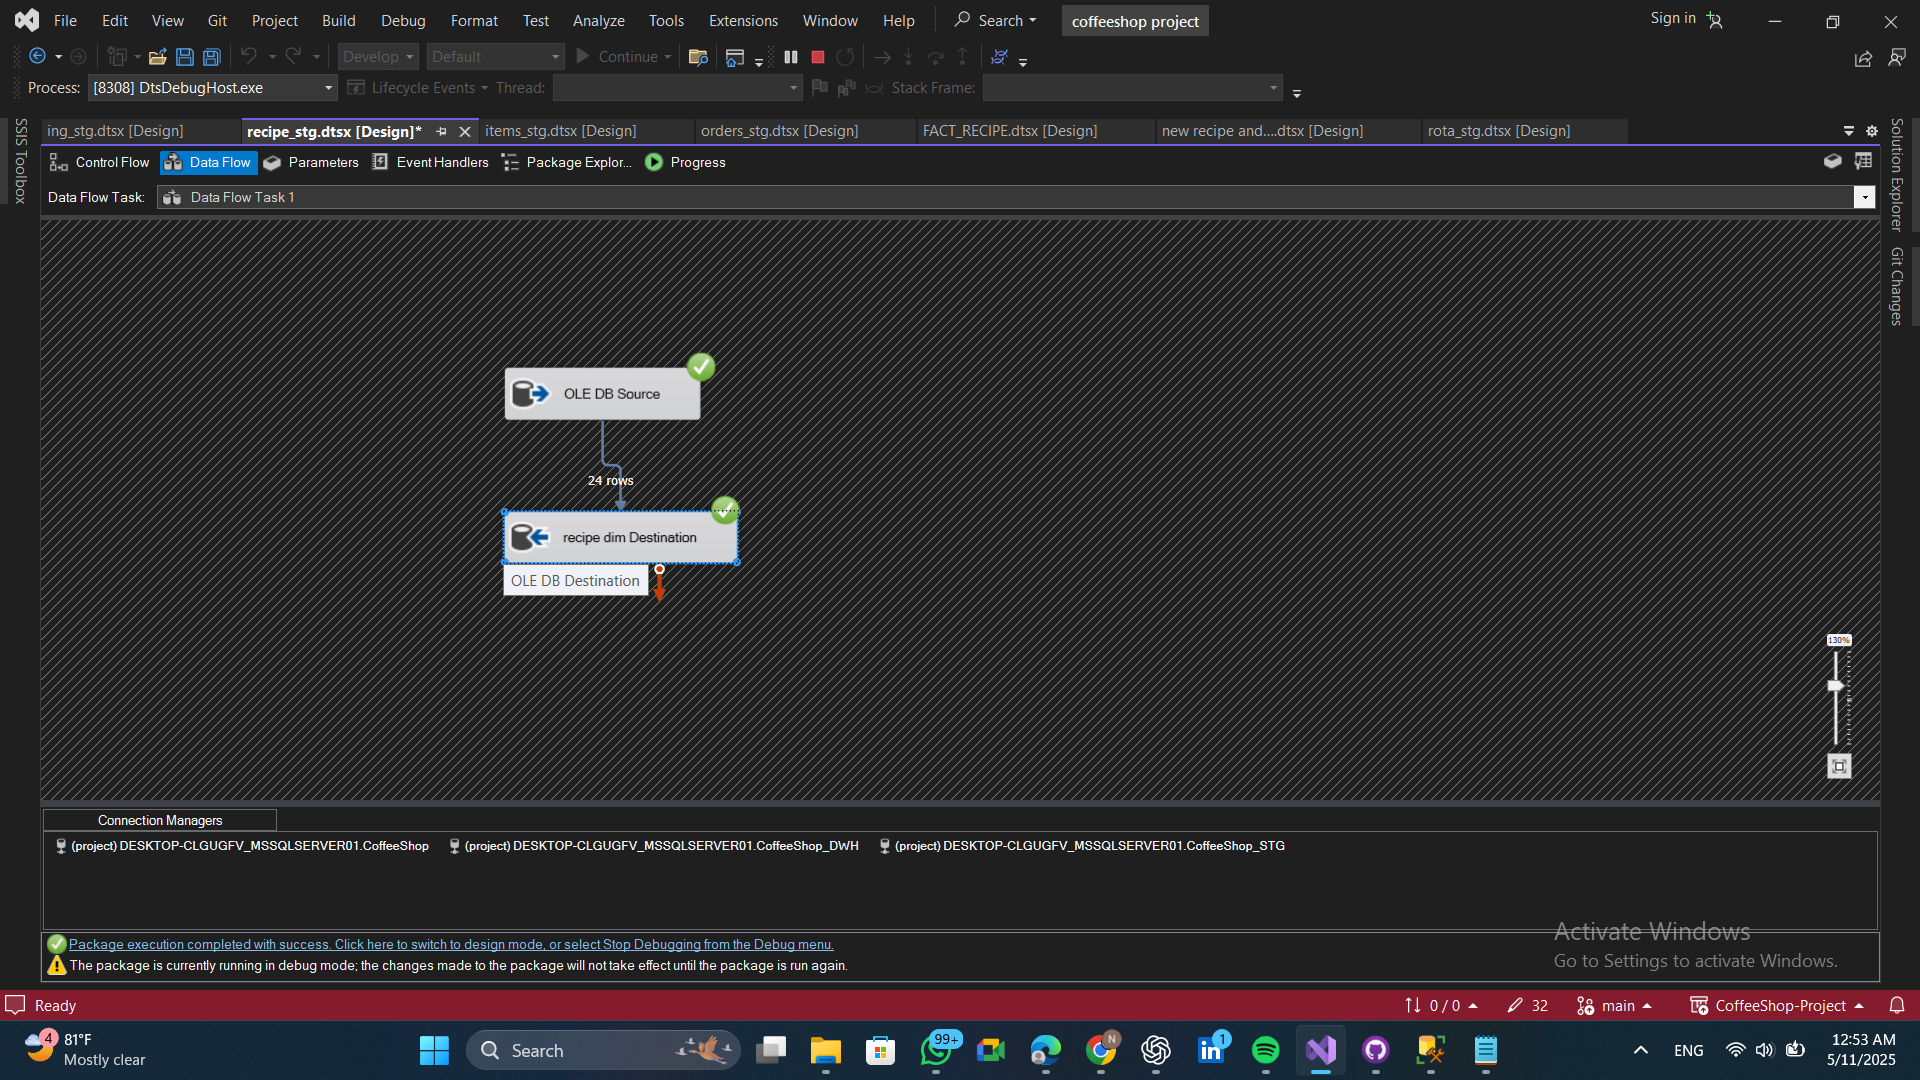 File Edit View Git Project Build Debug Format Test Analyze Tools Extensions Window Help Search coffeeshop project Sign in
Develop Default Continue
Process: [8308] DtsDebugHost.exe Lifecycle Events Thread: Stack Frame:
SSIS Toolbox
ing_stg.dtsx [Design] recipe_stg.dtsx [Design]* items_stg.dtsx [Design] orders_stg.dtsx [Design] FACT_RECIPE.dtsx [Design] new recipe and....dtsx [Design] rota_stg.dtsx [Design]
Control Flow Data Flow Parameters Event Handlers Package Explor... Progress
Data Flow Task: Data Flow Task 1
Solution Explorer
Git Changes
OLE DB Source
24 rows
recipe dim Destination
OLE DB Destination
130%
Connection Managers
(project) DESKTOP-CLGUGFV_MSSQLSERVER01.CoffeeShop (project) DESKTOP-CLGUGFV_MSSQLSERVER01.CoffeeShop_DWH (project) DESKTOP-CLGUGFV_MSSQLSERVER01.CoffeeShop_STG
Package execution completed with success. Click here to switch to design mode, or select Stop Debugging from the Debug menu.
The package is currently running in debug mode; the changes made to the package will not take effect until the package is run again.
Activate Windows
Go to Settings to activate Windows.
Ready 0 / 0 32 main CoffeeShop-Project
4 81°F
Mostly clear
Search
99+
N
1
ENG
12:53 AM
5/11/2025